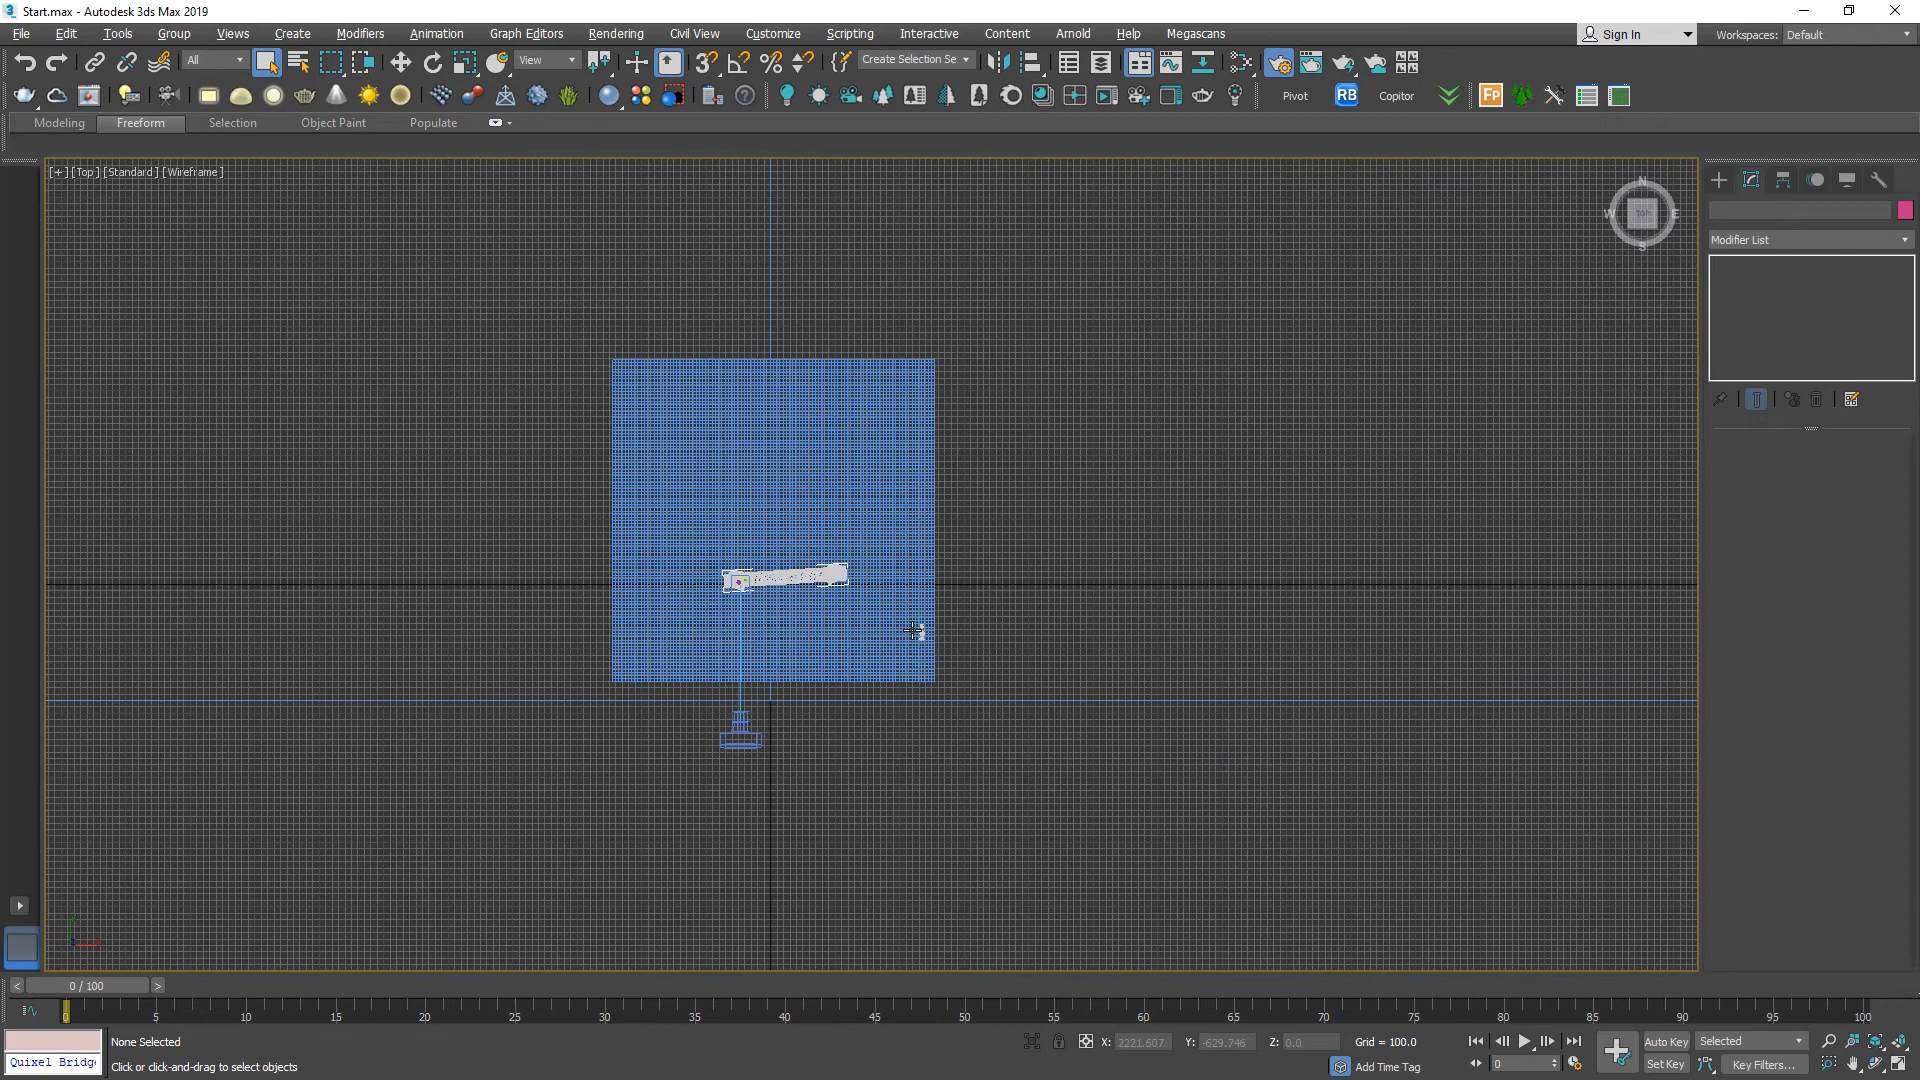 Start.max - Autodesk 3ds Max 2019
File Edit Tools Group Views Create Modifiers Animation Graph Editors Rendering Civil View Customize Scripting Interactive Content Arnold Help Megascans Sign In Workspaces: Default
All View Create Selection Se
Pivot RB Copitor Fp
Modeling Freeform Selection Object Paint Populate
[+] [Top] [Standard] [Wireframe]
N
W TOP E
S
Modifier List
< 0 / 100 >
0 5 10 15 20 25 30 35 40 45 50 55 60 65 70 75 80 85 90 95 100
None Selected X: 2221.607 Y: -629.746 Z: 0.0 Grid = 100.0 Auto Key Selected
Quixel Bridg Click or click-and-drag to select objects Add Time Tag 0 Set Key Key Filters...